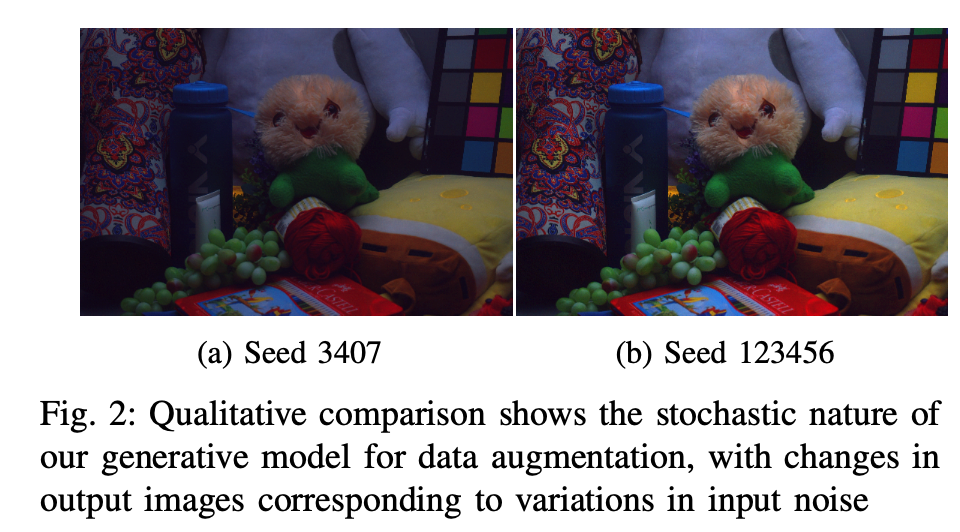 (a) Seed 3407
(b) Seed 123456
Fig. 2: Qualitative comparison shows the stochastic nature of
our generative model for data augmentation, with changes in
output images corresponding to variations in input noise